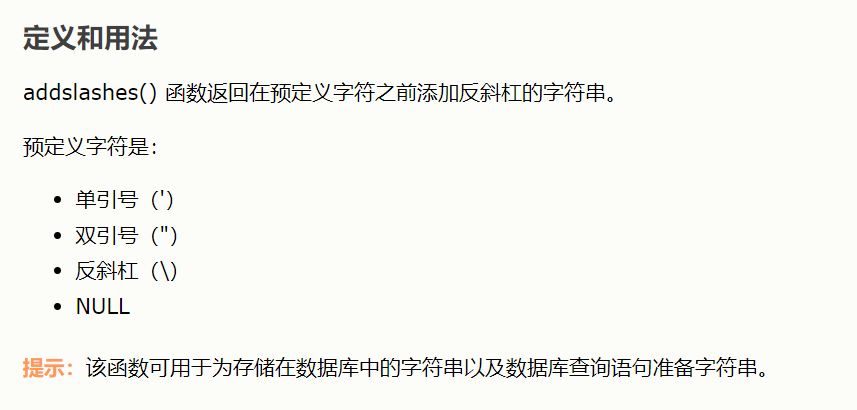 定义和用法
addslashes() 函数返回在预定义字符之前添加反斜杠的字符串。
预定义字符是：
• 单引号（'）
• 双引号（"）
• 反斜杠（\）
• NULL
提示：该函数可用于为存储在数据库中的字符串以及数据库查询语句准备字符串。